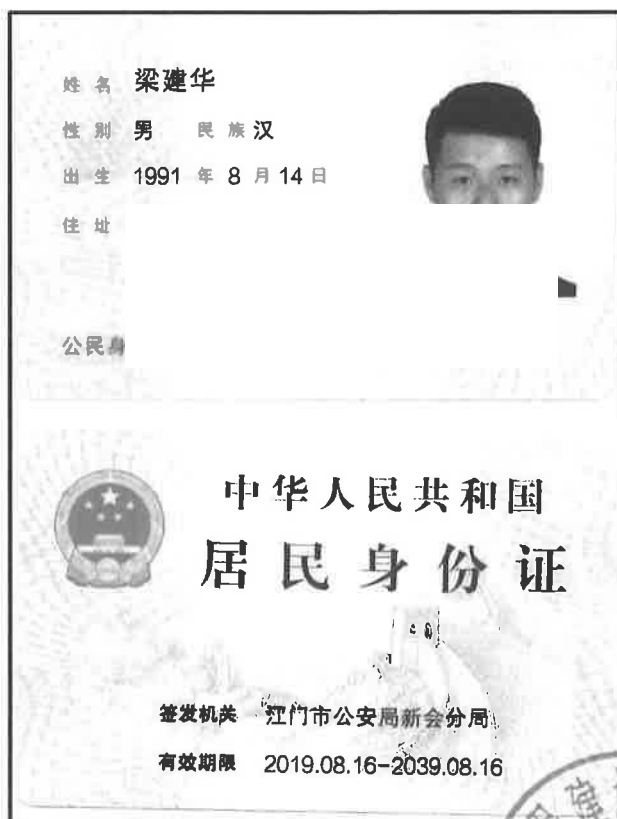 姓名 梁建华
性别 男 民族 汉
出生 1991 年 8 月 14 日
住址
公民身
中华人民共和国
居民身份证
签发机关 江门市公安局新会分局
有效期限 2019.08.16-2039.08.16
建